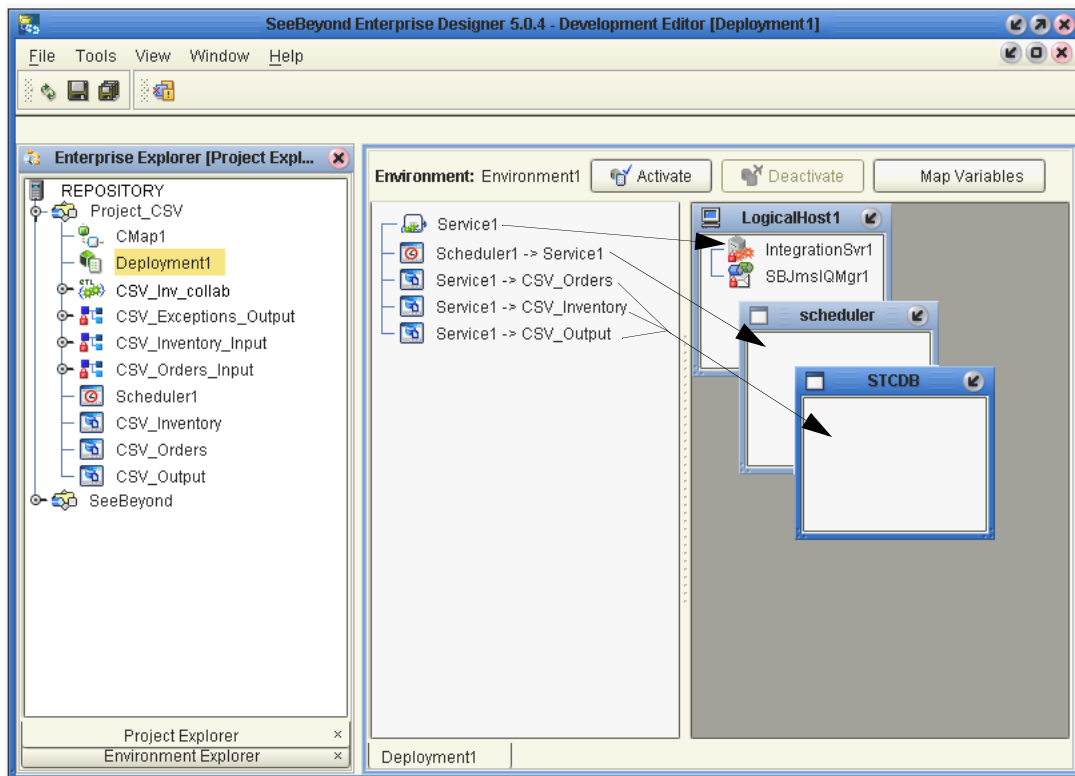 SeeBeyond Enterprise Designer 5.0.4 - Development Editor [Deployment1]
File Tools View Window Help
Enterprise Explorer [Project Expl...
REPOSITORY
Project_CSV
CMap1
Deployment1
CSV_Inv_collab
CSV_Exceptions_Output
CSV_Inventory_Input
CSV_Orders_Input
Scheduler1
CSV_Inventory
CSV_Orders
CSV_Output
SeeBeyond
Project Explorer
Environment Explorer
Environment: Environment1 Activate Deactivate Map Variables
Service1
Scheduler1 -> Service1
Service1 -> CSV_Orders
Service1 -> CSV_Inventory
Service1 -> CSV_Output
LogicalHost1
IntegrationSvr1
SBJmsIQMgr1
scheduler
STCDB
Deployment1